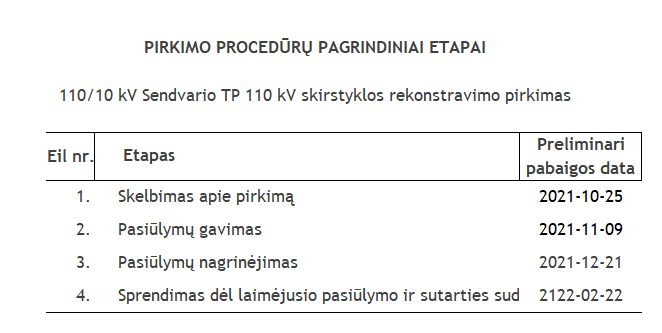 PIRKIMO PROCEDŪRŲ PAGRINDINIAI ETAPAI
110/10 kV Sendvario TP 110 kV skirstyklos rekonstravimo pirkimas
Eil nr. Etapas Preliminari pabaigos data
1. Skelbimas apie pirkimą 2021-10-25
2. Pasiūlymų gavimas 2021-11-09
3. Pasiūlymų nagrinėjimas 2021-12-21
4. Sprendimas dėl laimėjusio pasiūlymo ir sutarties sud 2122-02-22